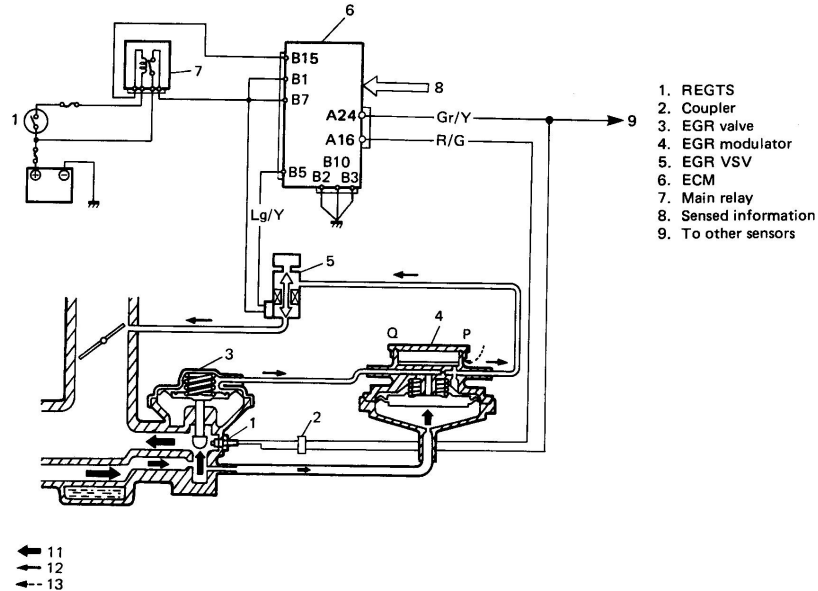 6
B15
7
B1
8
B7
1
A24
Gr/Y
9
A16
R/G
B10
B5
B2 B3
Lg/Y
5
Q
4
P
3
1
2
1. REGTS
2. Coupler
3. EGR valve
4. EGR modulator
5. EGR VSV
6. ECM
7. Main relay
8. Sensed information
9. To other sensors
11
12
13